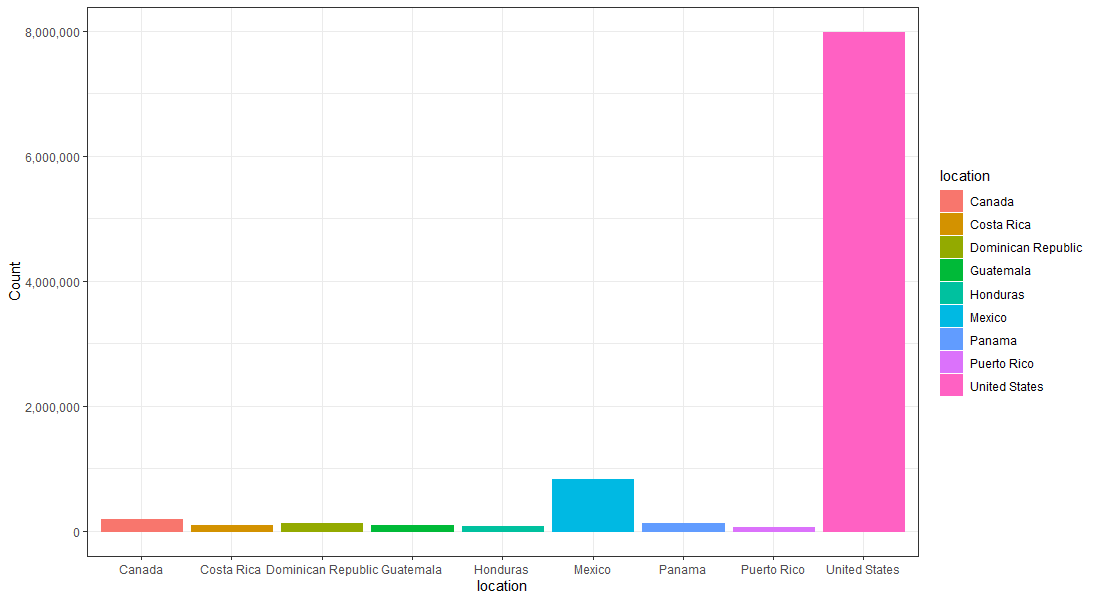 8,000,000
6,000,000
4,000,000
2,000,000
0
Count
Canada Costa Rica Dominican Republic Guatemala Honduras Mexico Panama Puerto Rico United States
location
location
Canada
Costa Rica
Dominican Republic
Guatemala
Honduras
Mexico
Panama
Puerto Rico
United States